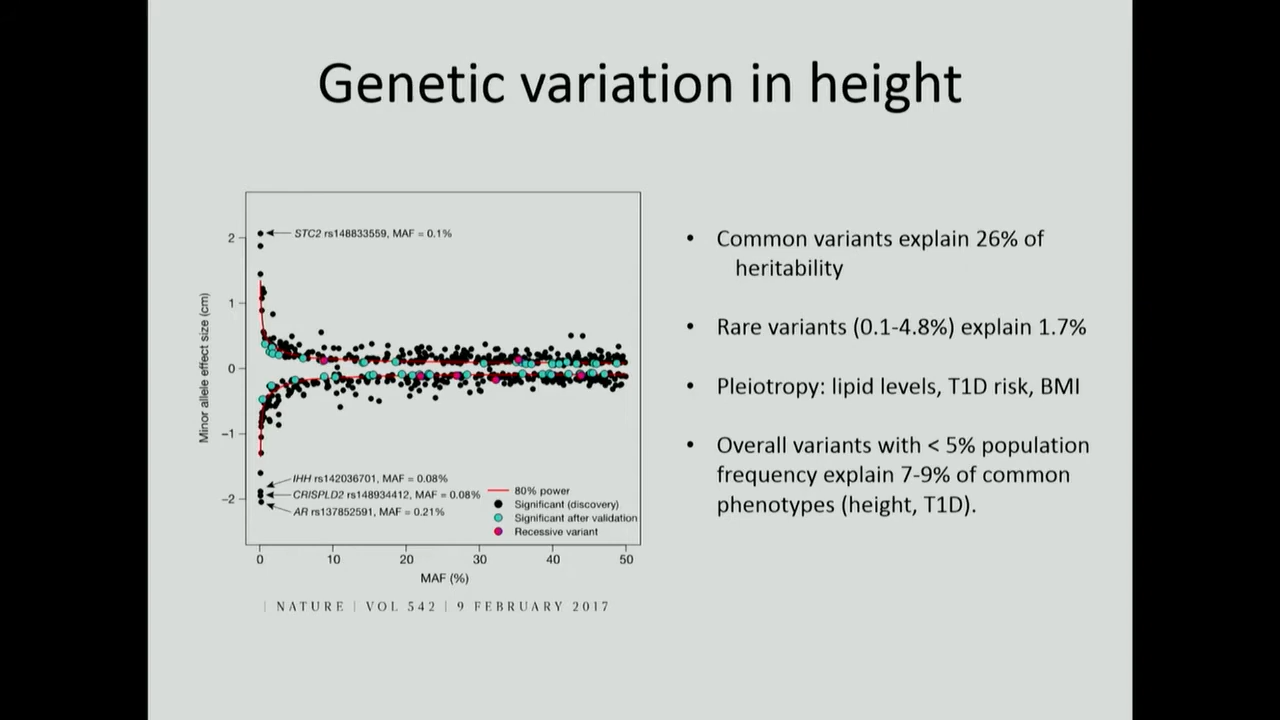 Genetic variation in height
STC2 rs148833559, MAF = 0.1%
2
1
0
−1
−2
Minor allele effect size (cm)
IHH rs142036701, MAF = 0.08%
CRISPLD2 rs148934412, MAF = 0.08%
AR rs137852591, MAF = 0.21%
80% power
Significant (discovery)
Significant after validation
Recessive variant
0 10 20 30 40 50
MAF (%)
| NATURE | VOL 542 | 9 FEBRUARY 2017
• Common variants explain 26% of
heritability
• Rare variants (0.1-4.8%) explain 1.7%
• Pleiotropy: lipid levels, T1D risk, BMI
• Overall variants with < 5% population
frequency explain 7-9% of common
phenotypes (height, T1D).